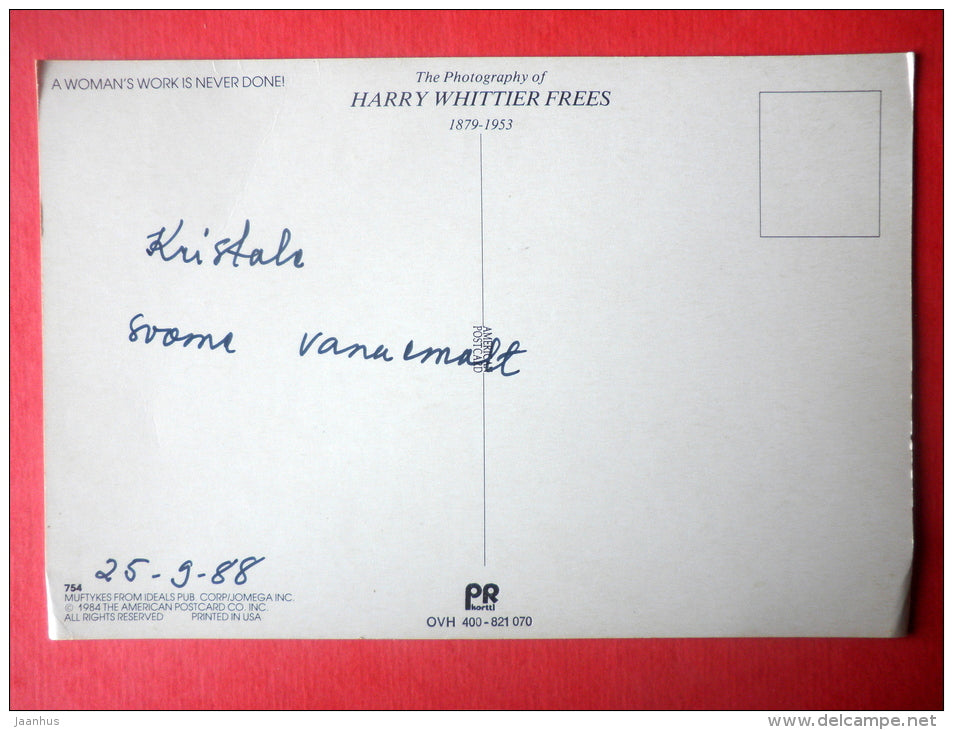 A WOMAN'S WORK IS NEVER DONE!
The Photography of
HARRY WHITTIER FREES
1879-1953
Kristale
suome vanaemalt
AMERICAN
POSTCARD
25-9-88
754
MUFTYKES FROM IDEALS PUB. CORP/JOMEGA INC.
© 1984 THE AMERICAN POSTCARD CO. INC.
ALL RIGHTS RESERVED PRINTED IN USA
PR
kortti
OVH 400-821 070
Jaanhus
www.delcampe.net